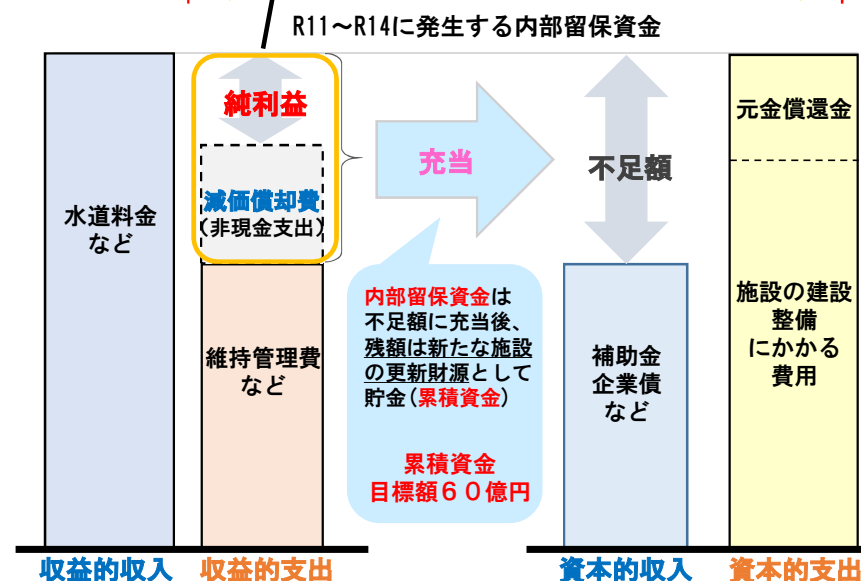 R11～R14に発生する内部留保資金
水道料金
など
純利益
減価償却費
（非現金支出）
維持管理費
など
充当
内部留保資金は
不足額に充当後、
残額は新たな施設
の更新財源として
貯金（累積資金）
累積資金
目標額６０億円
不足額
補助金
企業債
など
元金償還金
施設の建設
整備
にかかる
費用
収益的収入
収益的支出
資本的収入
資本的支出